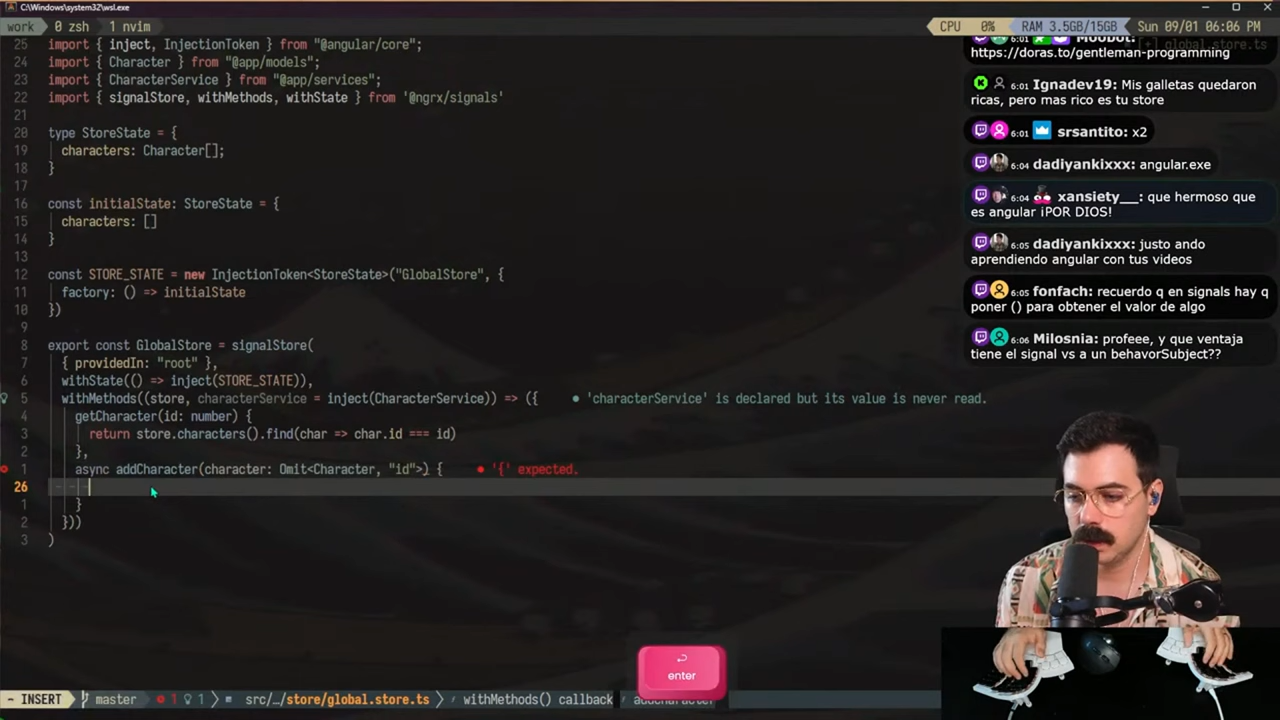 C:\Windows\system32\wsl.exe
work 0 zsh 1 nvim CPU 0% RAM 3.5GB/15GB Sun 09/01 06:06 PM
25 import { inject, InjectionToken } from "@angular/core";
24 import { Character } from "@app/models";
23 import { CharacterService } from "@app/services";
22 import { signalStore, withMethods, withState } from '@ngrx/signals'
21
20 type StoreState = {
19 characters: Character[];
18 }
17
16 const initialState: StoreState = {
15 characters: []
14 }
13
12 const STORE_STATE = new InjectionToken<StoreState>("GlobalStore", {
11 factory: () => initialState
10 })
9
8 export const GlobalStore = signalStore(
7 { providedIn: "root" },
6 withState(() => inject(STORE_STATE)),
5 withMethods((store, characterService = inject(CharacterService)) => ({ ● 'characterService' is declared but its value is never read.
4 getCharacter(id: number) {
3 return store.characters().find(char => char.id === id)
2 },
1 async addCharacter(character: Omit<Character, "id">) { ● '{' expected.
26
1 }
2 }))
3 )
6:01 MooBot:
https://doras.to/gentleman-programming
6:01 Ignadev19: Mis galletas quedaron
ricas, pero mas rico es tu store
6:01 srsantito: x2
6:04 dadiyankixxx: angular.exe
6:04 xansiety__: que hermoso que
es angular ¡POR DIOS!
6:05 dadiyankixxx: justo ando
aprendiendo angular con tus videos
6:05 fonfach: recuerdo q en signals hay q
poner () para obtener el valor de algo
6:06 Milosnia: profeee, y que ventaja
tiene el signal vs a un behavorSubject??
enter
~ INSERT master 1 1 src/…/store/global.store.ts withMethods() callback addCharacter